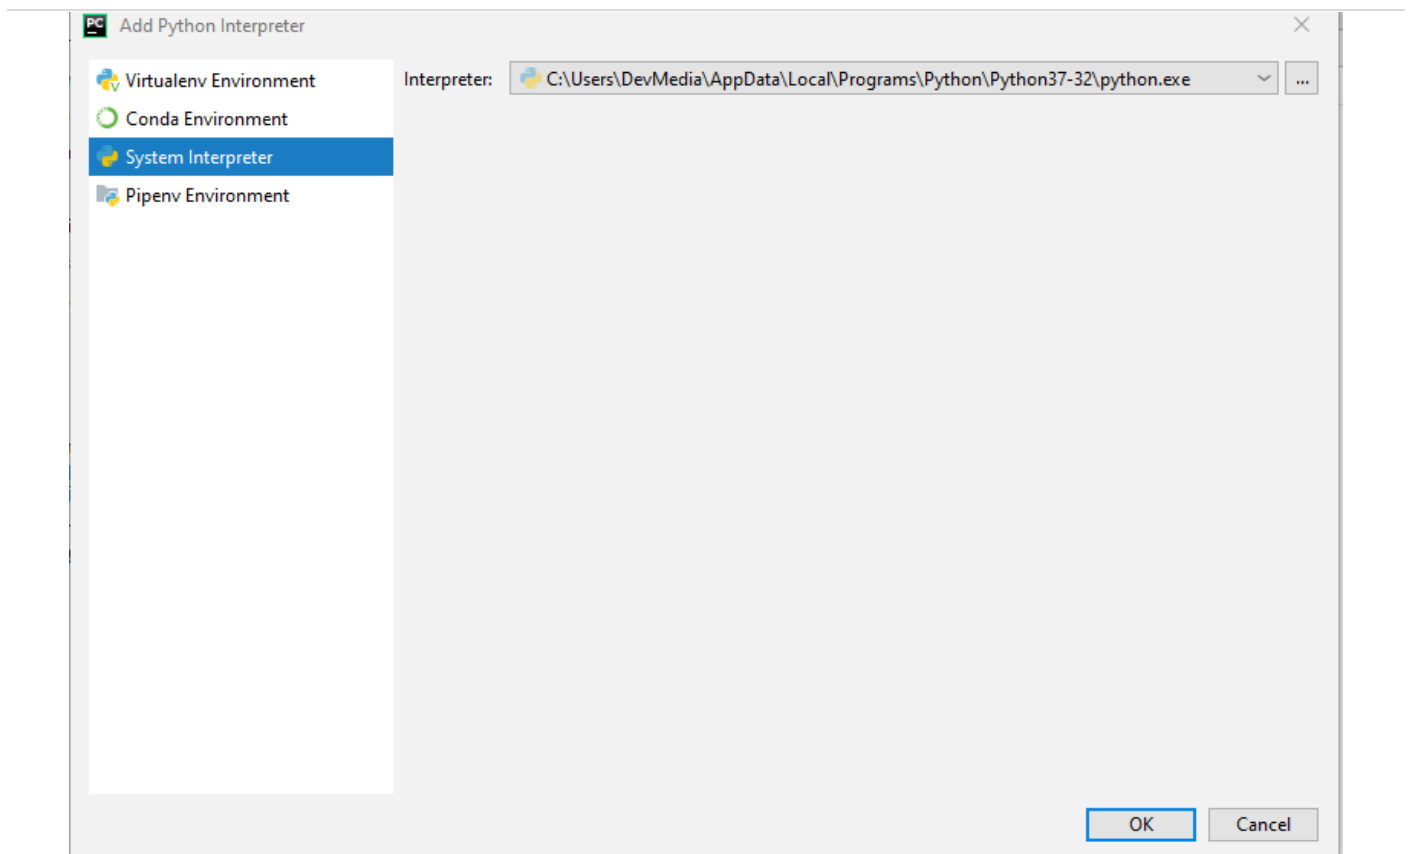 PC Add Python Interpreter
Virtualenv Environment
Interpreter: C:\Users\DevMedia\AppData\Local\Programs\Python\Python37-32\python.exe ...
Conda Environment
System Interpreter
Pipenv Environment
OK Cancel